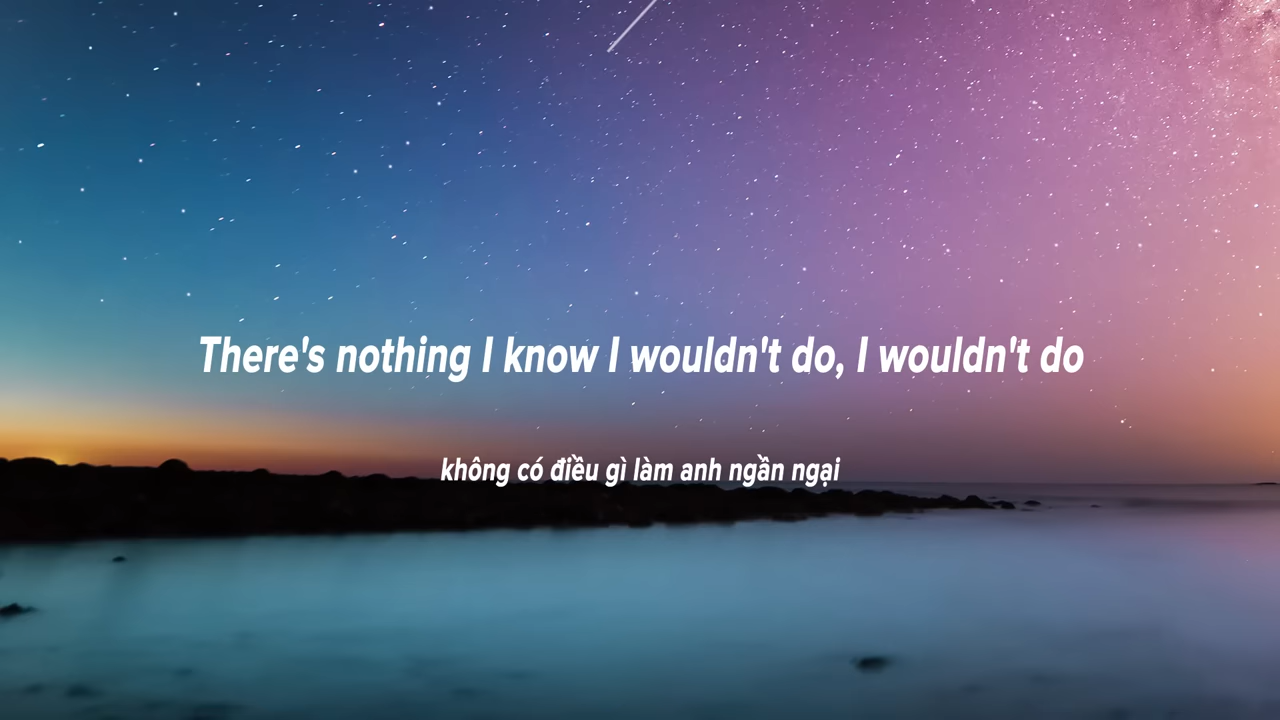 There's nothing I know I wouldn't do, I wouldn't do
không có điều gì làm anh ngần ngại